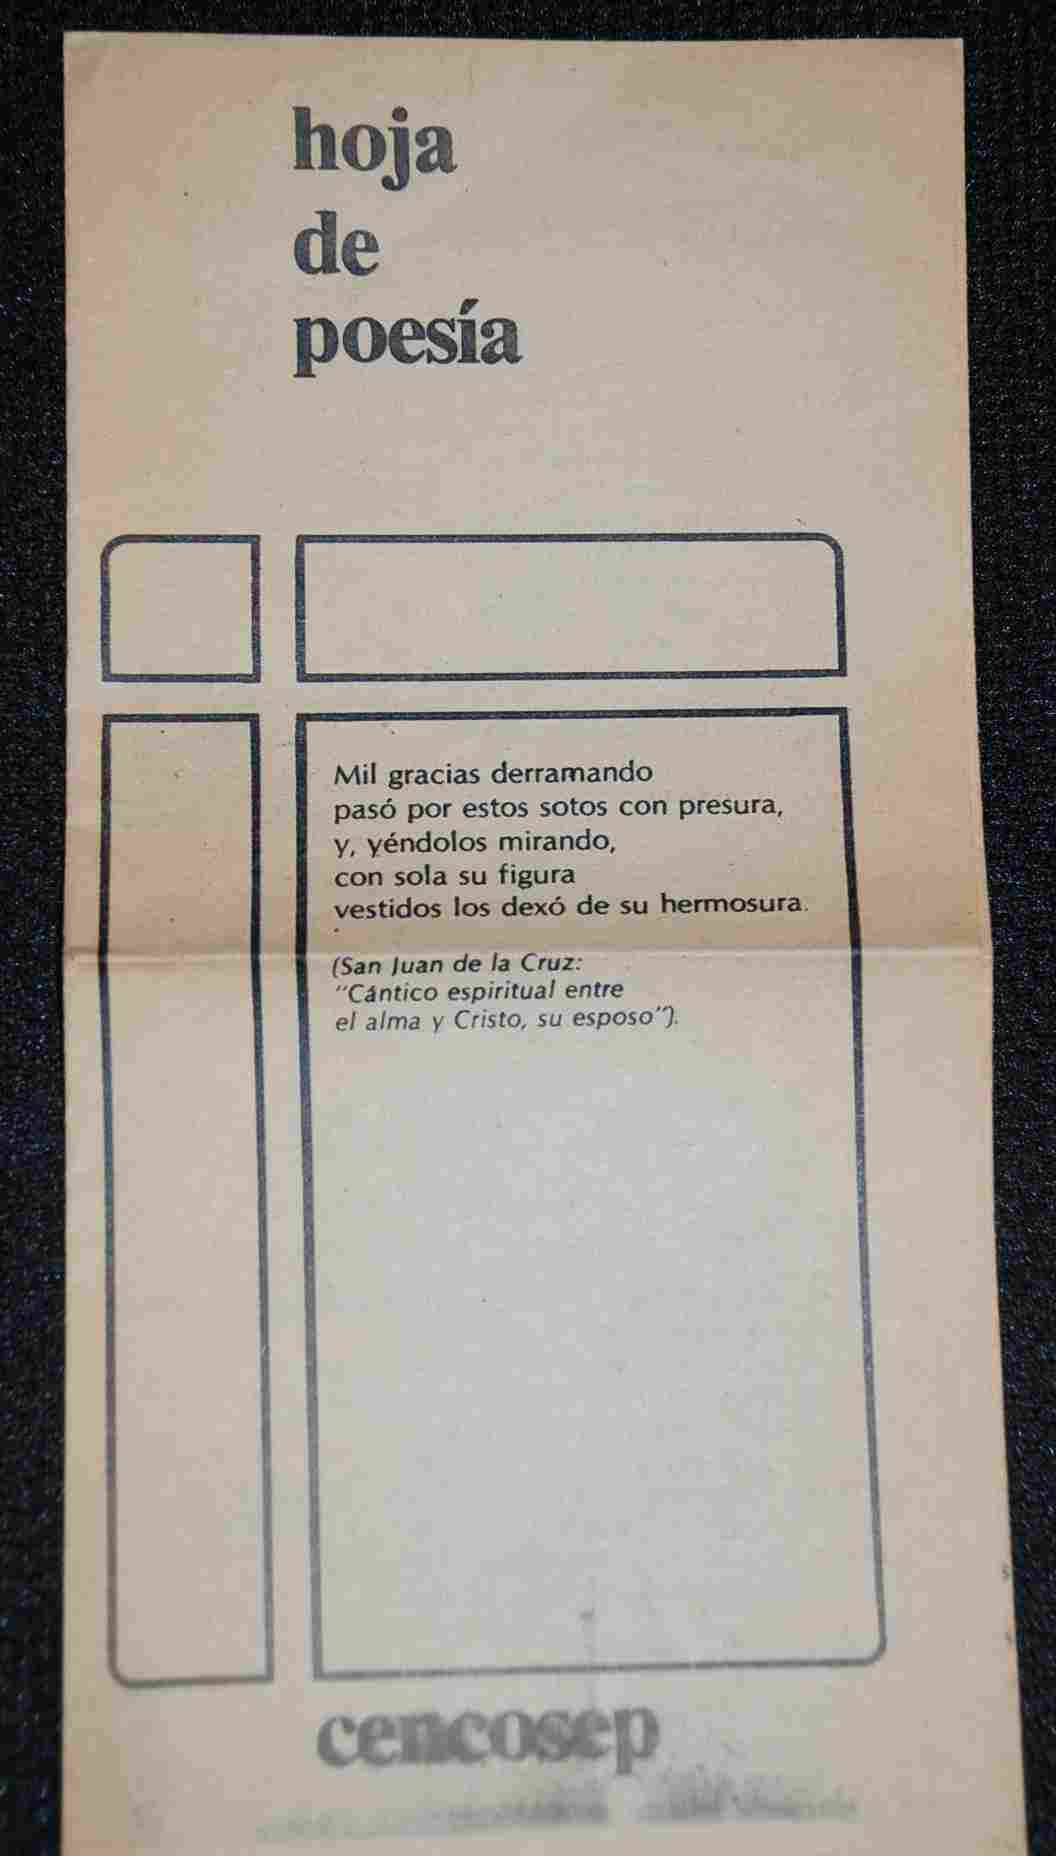 hoja
de
poesía
Mil gracias derramando
pasó por estos sotos con presura,
y, yéndolos mirando,
con sola su figura
vestidos los dexó de su hermosura.
(San Juan de la Cruz:
“Cántico espiritual entre
el alma y Cristo, su esposo”).
cencosep